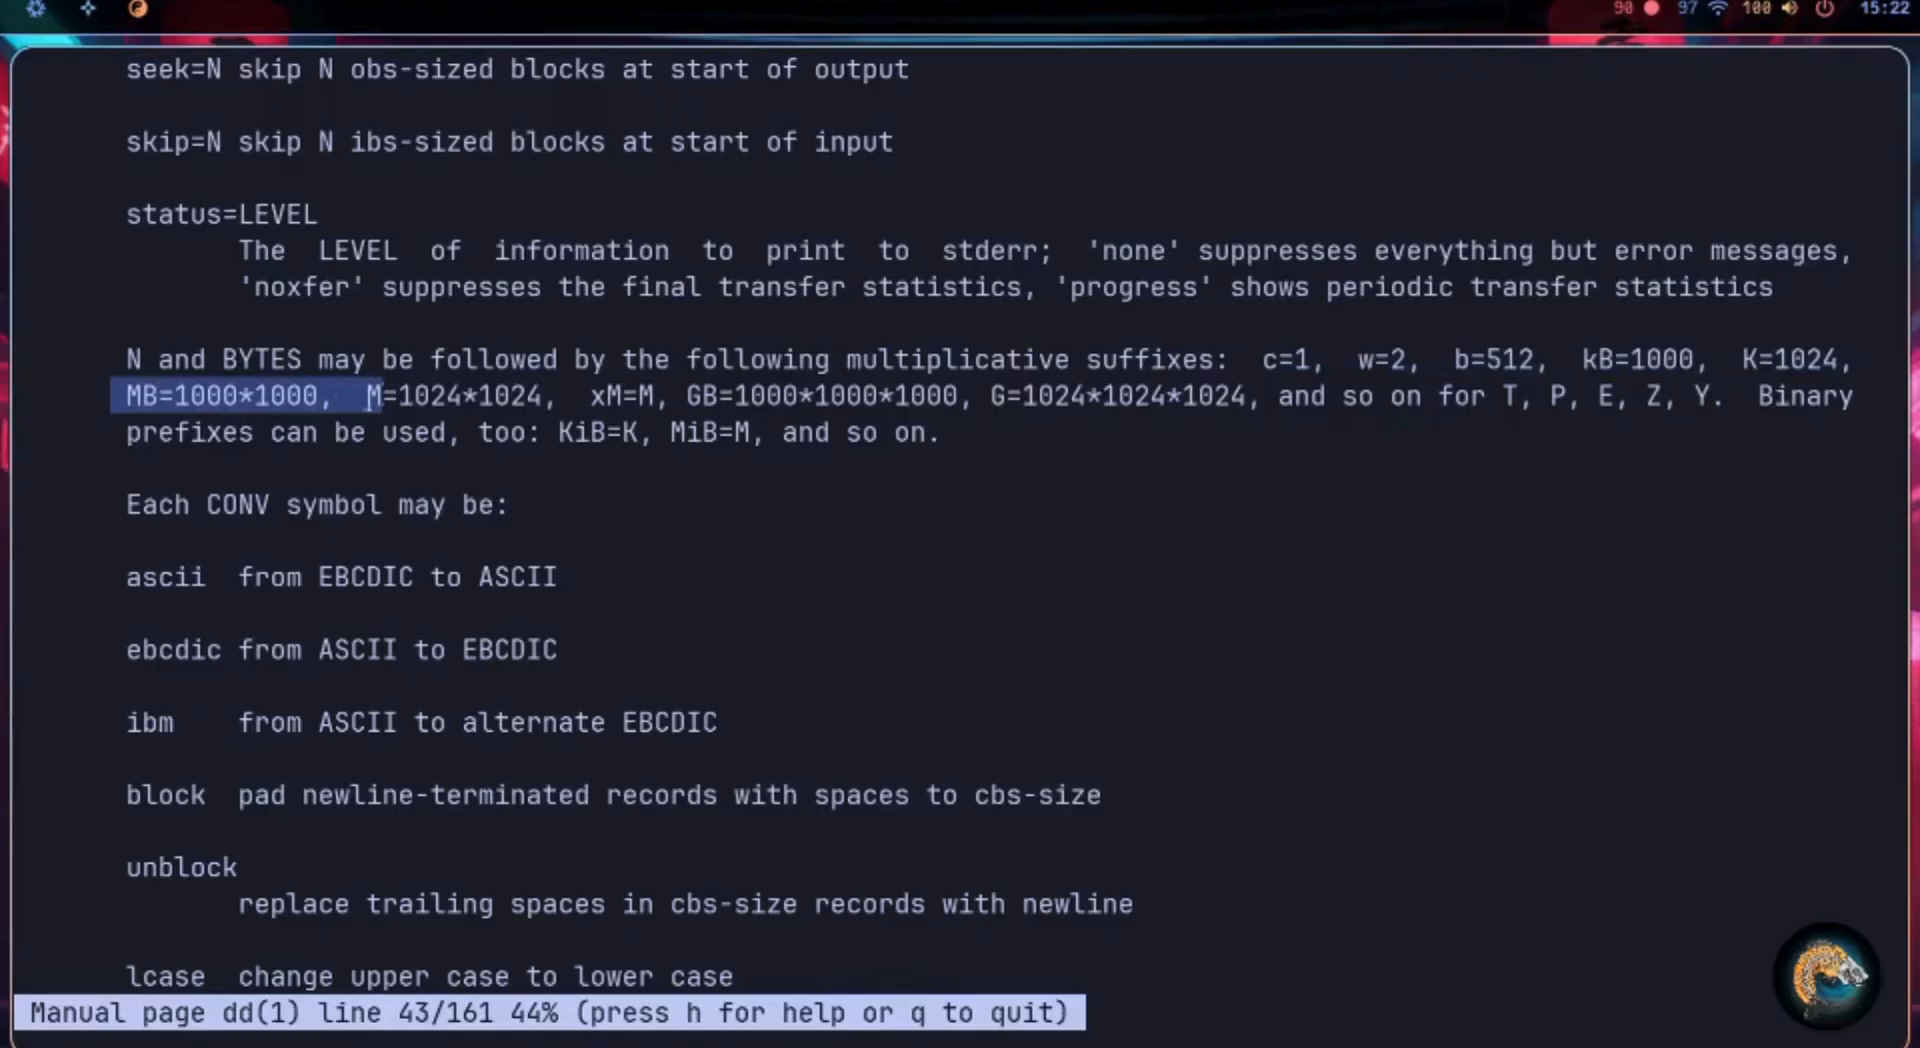 90 97 100 15:22
seek=N skip N obs-sized blocks at start of output
skip=N skip N ibs-sized blocks at start of input
status=LEVEL
The LEVEL of information to print to stderr; 'none' suppresses everything but error messages,
'noxfer' suppresses the final transfer statistics, 'progress' shows periodic transfer statistics
N and BYTES may be followed by the following multiplicative suffixes: c=1, w=2, b=512, kB=1000, K=1024,
MB=1000*1000, M=1024*1024, xM=M, GB=1000*1000*1000, G=1024*1024*1024, and so on for T, P, E, Z, Y. Binary
prefixes can be used, too: KiB=K, MiB=M, and so on.
Each CONV symbol may be:
ascii from EBCDIC to ASCII
ebcdic from ASCII to EBCDIC
ibm from ASCII to alternate EBCDIC
block pad newline-terminated records with spaces to cbs-size
unblock
replace trailing spaces in cbs-size records with newline
lcase change upper case to lower case
Manual page dd(1) line 43/161 44% (press h for help or q to quit)